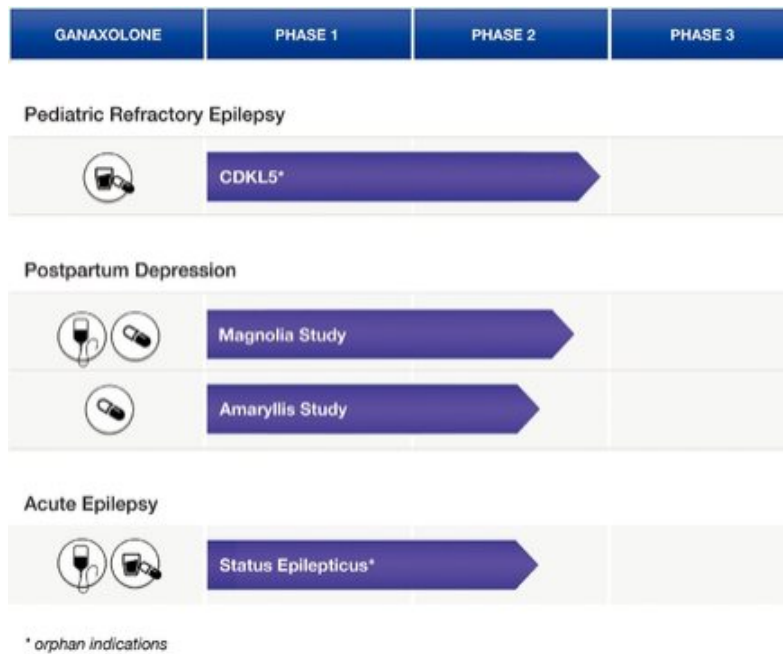 GANAXOLONE PHASE 1 PHASE 2 PHASE 3
Pediatric Refractory Epilepsy
CDKL5*
Postpartum Depression
Magnolia Study
Amaryllis Study
Acute Epilepsy
Status Epilepticus*
* orphan indications